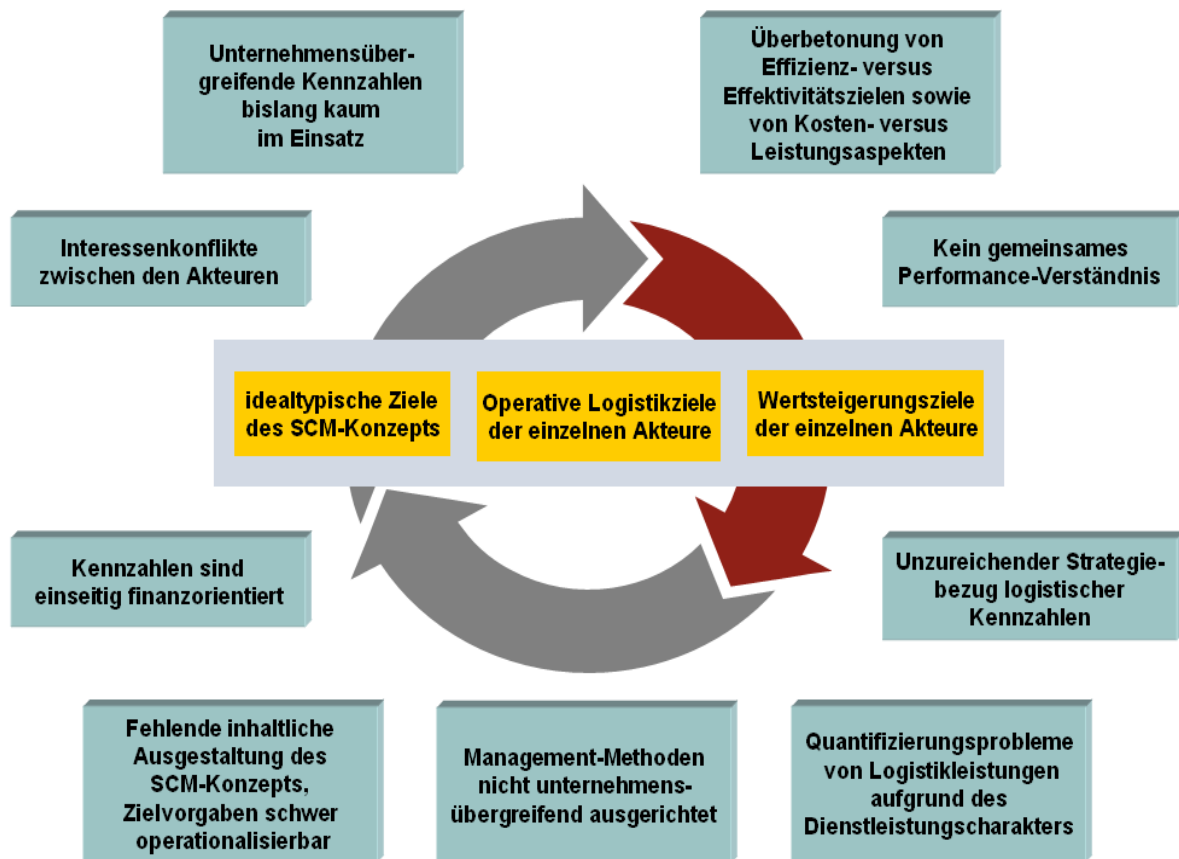 Unternehmensüber-
greifende Kennzahlen
bislang kaum
im Einsatz
Überbetonung von
Effizienz- versus
Effektivitätszielen sowie
von Kosten- versus
Leistungsaspekten
Interessenkonflikte
zwischen den Akteuren
Kein gemeinsames
Performance-Verständnis
idealtypische Ziele
des SCM-Konzepts
Operative Logistikziele
der einzelnen Akteure
Wertsteigerungsziele
der einzelnen Akteure
Kennzahlen sind
einseitig finanzorientiert
Unzureichender Strategie-
bezug logistischer
Kennzahlen
Fehlende inhaltliche
Ausgestaltung des
SCM-Konzepts,
Zielvorgaben schwer
operationalisierbar
Management-Methoden
nicht unternehmens-
übergreifend ausgerichtet
Quantifizierungsprobleme
von Logistikleistungen
aufgrund des
Dienstleistungscharakters